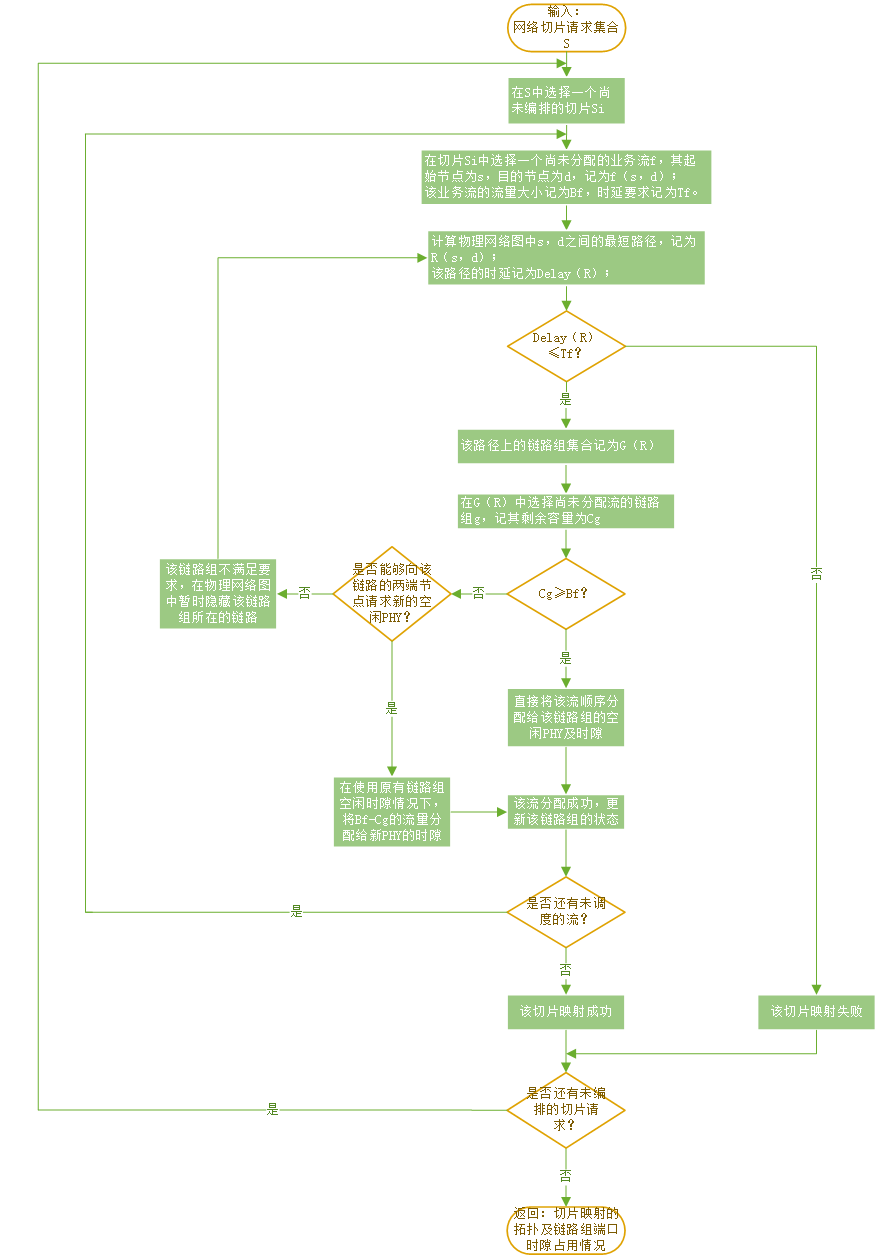 输入：
网络切片请求集合
S
在S中选择一个尚
未编排的切片Si
在切片Si中选择一个尚未分配的业务流f，其起
始节点为s，目的节点为d，记为f（s，d）；
该业务流的流量大小记为Bf，时延要求记为Tf。
计算物理网络图中s，d之间的最短路径，记为
R（s，d）；
该路径的时延记为Delay（R）；
Delay（R）
≤Tf？
是
否
该路径上的链路组集合记为G（R）
在G（R）中选择尚未分配流的链路
组g，记其剩余容量为Cg
Cg≥Bf？
否
是否能够向该
链路的两端节
点请求新的空
闲PHY？
否
该链路组不满足要
求，在物理网络图
中暂时隐藏该链路
组所在的链路
是
是
直接将该流顺序分
配给该链路组的空
闲PHY及时隙
在使用原有链路组
空闲时隙情况下，
将Bf-Cg的流量分
配给新PHY的时隙
该流分配成功，更
新该链路组的状态
是否还有未调
度的流？
是
否
该切片映射成功
该切片映射失败
是否还有未编
排的切片请
求？
是
否
返回：切片映射的
拓扑及链路组端口
时隙占用情况